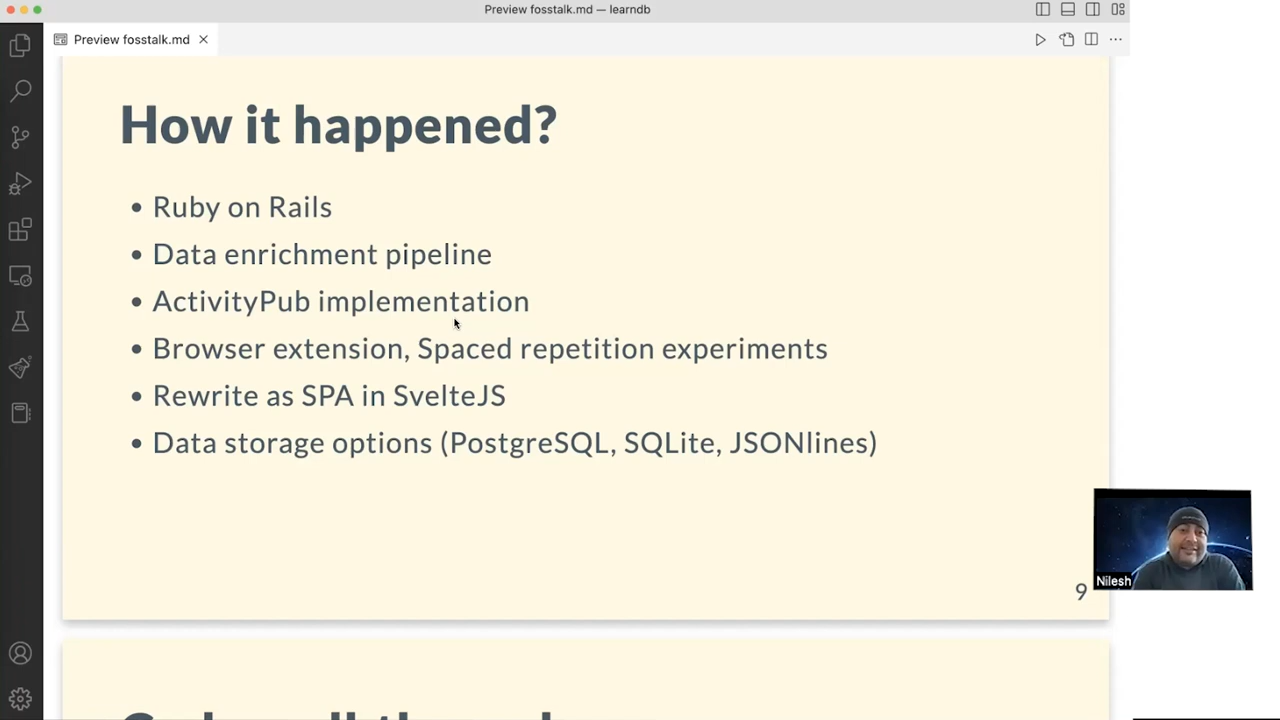 Preview fosstalk.md — learndb
Preview fosstalk.md
How it happened?
• Ruby on Rails
• Data enrichment pipeline
• ActivityPub implementation
• Browser extension, Spaced repetition experiments
• Rewrite as SPA in SvelteJS
• Data storage options (PostgreSQL, SQLite, JSONlines)
Nilesh
9